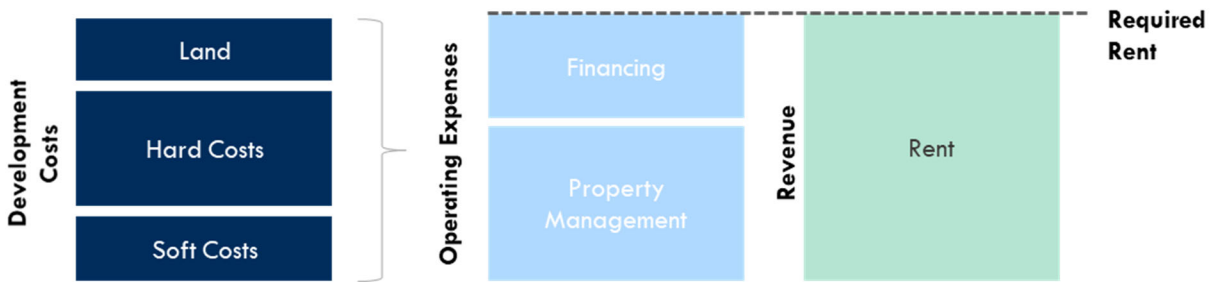 Development
Costs
Land
Hard Costs
Soft Costs
Operating Expenses
Financing
Property
Management
Revenue
Rent
Required
Rent